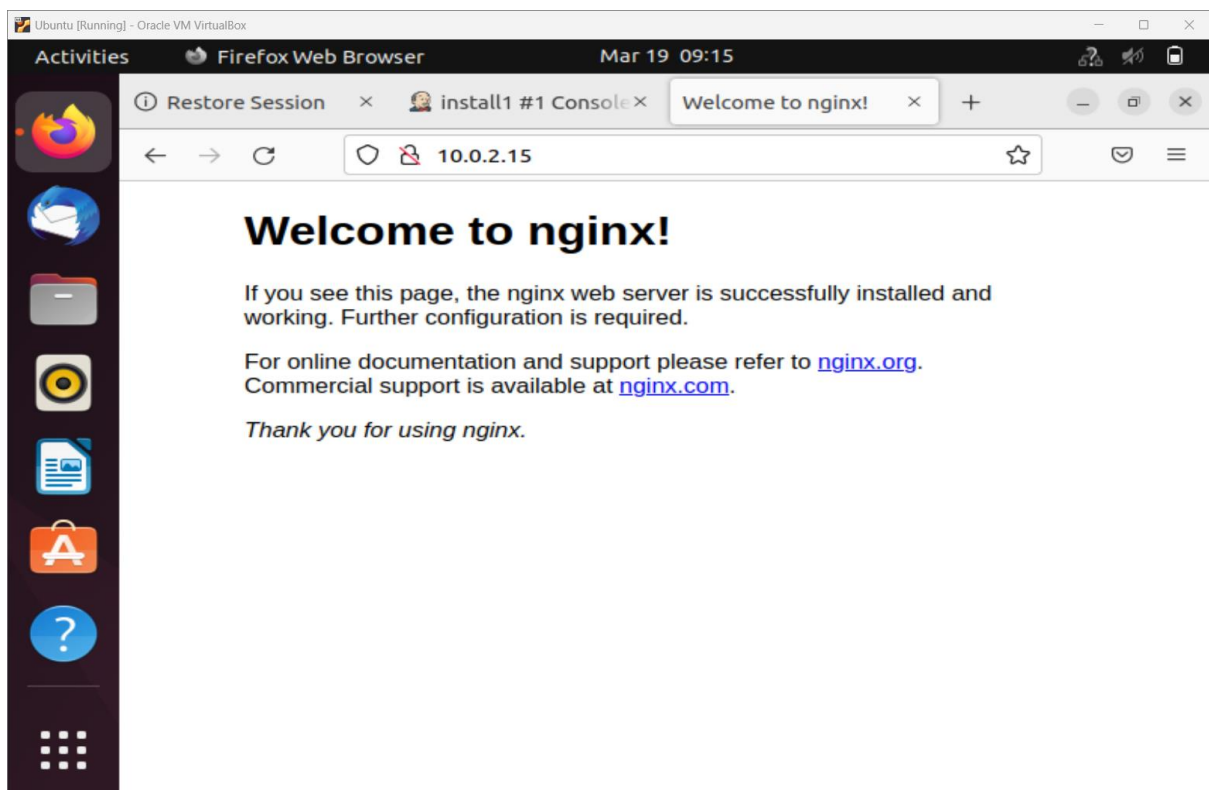 Ubuntu [Running] - Oracle VM VirtualBox
Activities Firefox Web Browser Mar 19 09:15
Restore Session install1 #1 Console Welcome to nginx!
10.0.2.15
Welcome to nginx!
If you see this page, the nginx web server is successfully installed and
working. Further configuration is required.
For online documentation and support please refer to nginx.org.
Commercial support is available at nginx.com.
Thank you for using nginx.